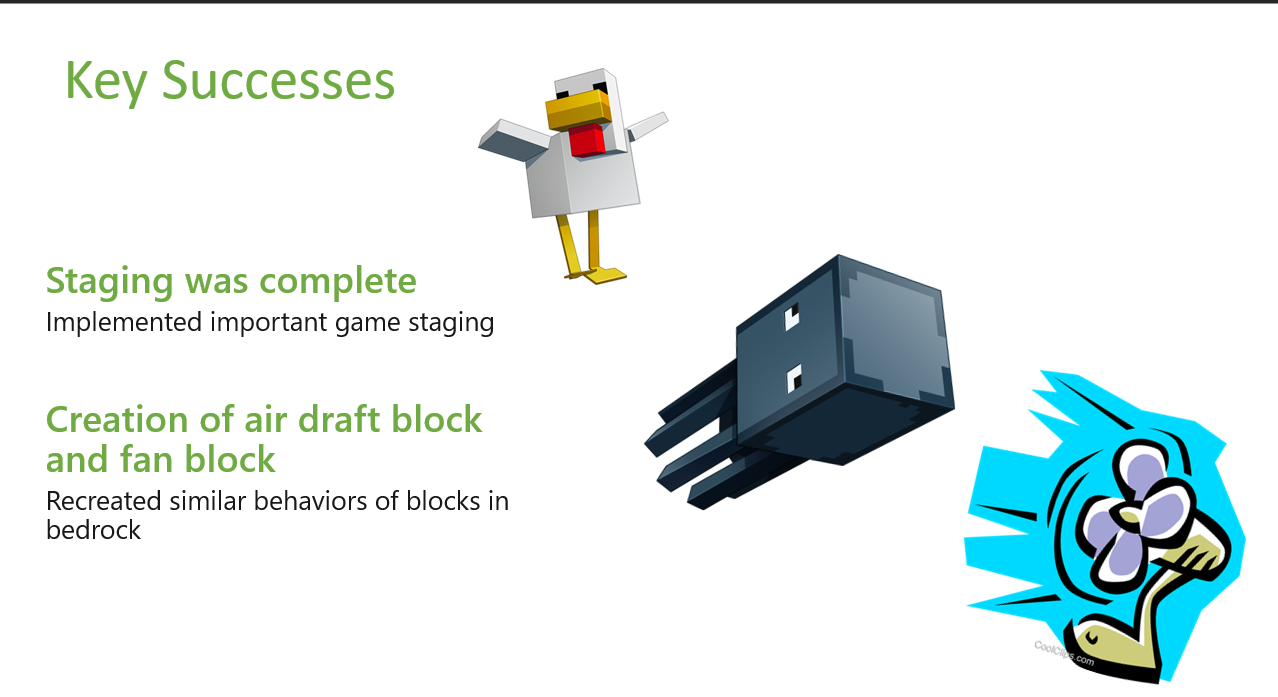 Key Successes
Staging was complete
Implemented important game staging
Creation of air draft block
and fan block
Recreated similar behaviors of blocks in
bedrock
CoolClips.com